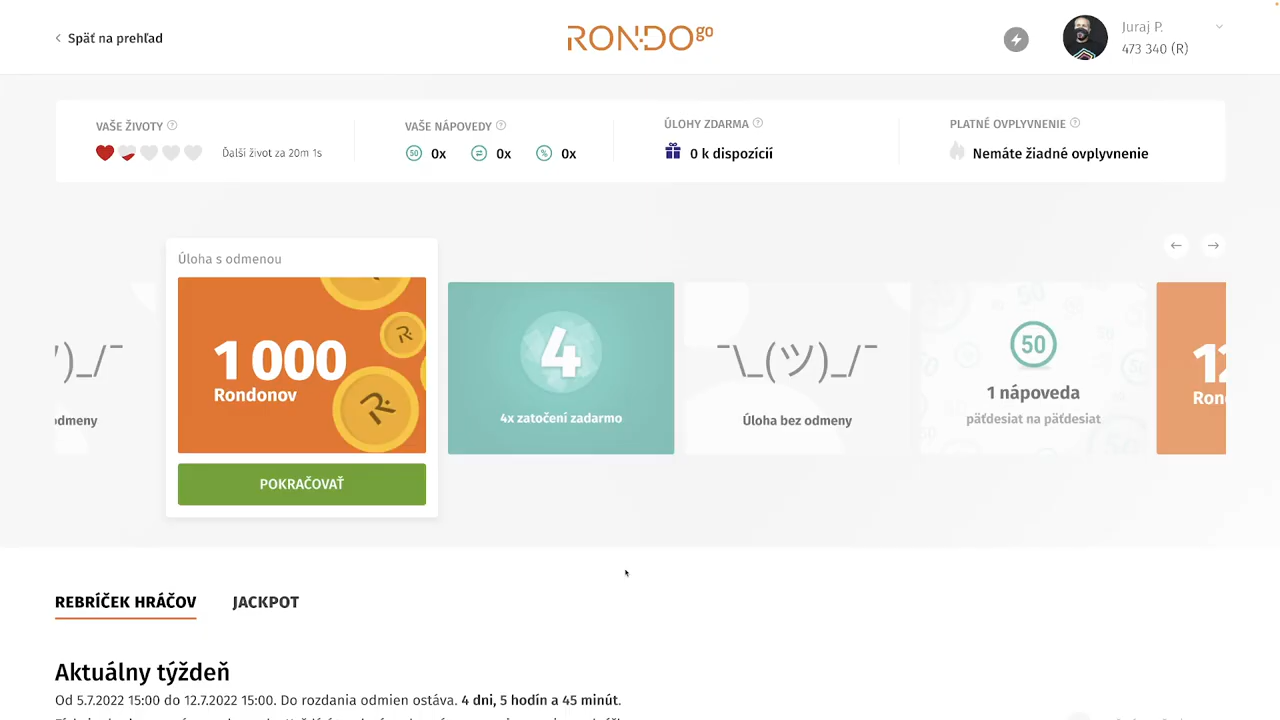 Späť na prehľad
RONDO go
Juraj P.
473 340 (R)
VAŠE ŽIVOTY
Ďalší život za 20m 1s
VAŠE NÁPOVEDY
50 0x 0x % 0x
ÚLOHY ZDARMA
0 k dispozícií
PLATNÉ OVPLYVNENIE
Nemáte žiadné ovplyvnenie
Úloha s odmenou
1 000
Rondonov
POKRAČOVAŤ
4
4x zatočení zadarmo
¯\_(ツ)_/¯
Úloha bez odmeny
50
1 nápoveda
päťdesiat na päťdesiat
REBRÍČEK HRÁČOV
JACKPOT
Aktuálny týždeň
Od 5.7.2022 15:00 do 12.7.2022 15:00. Do rozdania odmien ostáva. 4 dni, 5 hodín a 45 minút.